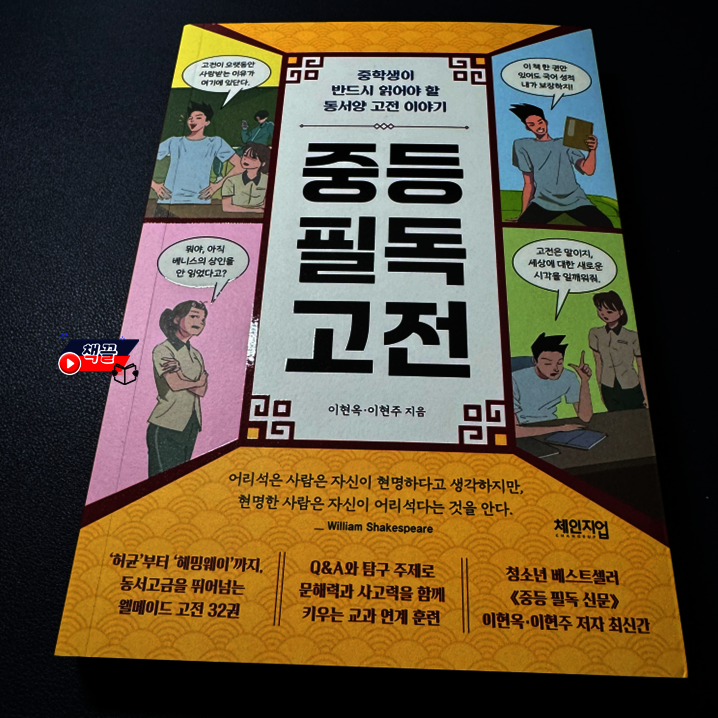 고전이 오랫동안
사랑받는 이유가
여기에 있단다.
중학생이
반드시 읽어야 할
동서양 고전 이야기
이 책 한 권만
있어도 국어 성적
내가 보장하지!
중등
필독
고전
뭐야, 아직
베니스의 상인을
안 읽었다고?
고전은 말이지,
세상에 대한 새로운
시각을 일깨워줘.
책끌
이현옥·이현주 지음
어리석은 사람은 자신이 현명하다고 생각하지만,
현명한 사람은 자신이 어리석다는 것을 안다.
— William Shakespeare
체인지업
CHANGEUP
‘허균’부터 ‘헤밍웨이’까지,
동서고금을 뛰어넘는
웰메이드 고전 32권
Q&A와 탐구 주제로
문해력과 사고력을 함께
키우는 교과 연계 훈련
청소년 베스트셀러
《중등 필독 신문》
이현옥·이현주 저자 최신간